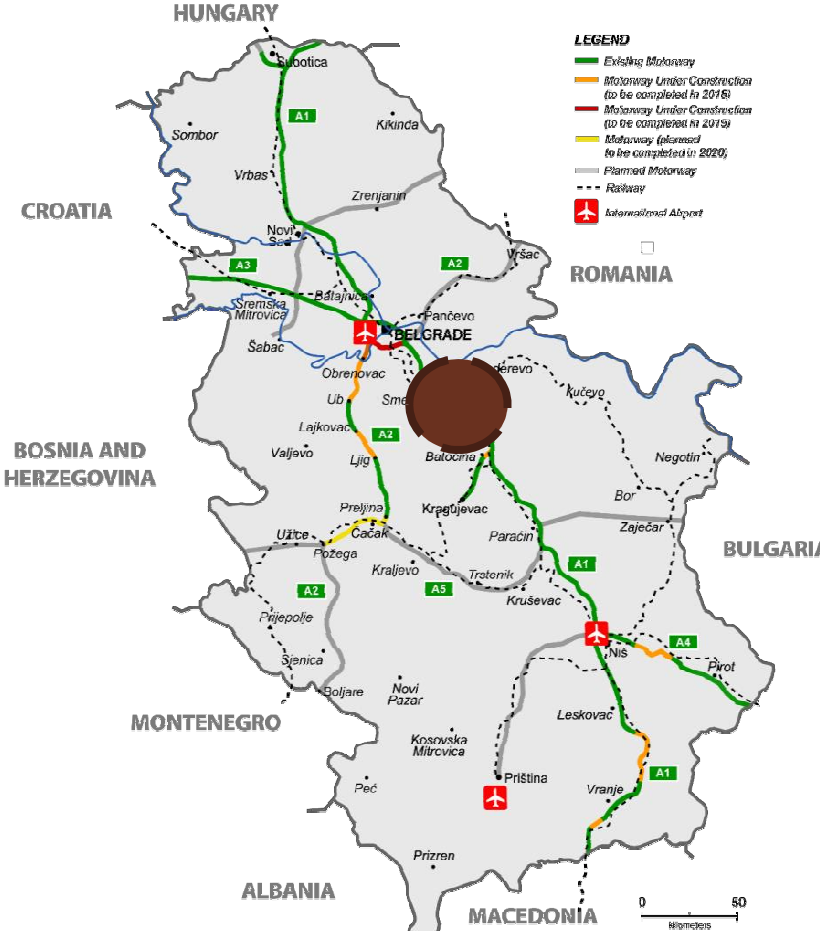 HUNGARY
LEGEND
Existing Motorway
Motorway Under Construction
(to be completed in 2016)
Motorway Under Construction
(to be completed in 2019)
Motorway (planned
to be completed in 2020)
Planned Motorway
Railway
International Airport
Subotica
A1
Sombor
Kikinda
Vrbas
Zrenjanin
CROATIA
Novi
Sad
A3
A2
Vršac
ROMANIA
Sremska
Mitrovica
Batajnica
Pančevo
BELGRADE
Šabac
Obrenovac
derevo
Ub
Sme
Kučevo
Lajkovac
A2
BOSNIA AND
HERZEGOVINA
Valjevo
Ljig
Batočina
Negotin
Bor
Kragujevac
Preljina
Čačak
Užice
Požega
Paraćin
Zaječar
BULGARIA
Kraljevo
Trstenik
A1
A2
A5
Kruševac
Prijepolje
Niš
A4
Sjenica
Pirot
Boljare
Novi
Pazar
Leskovac
MONTENEGRO
Kosovska
Mitrovica
Peć
Priština
A1
Vranje
Prizren
ALBANIA
MACEDONIA
0 50
kilometers